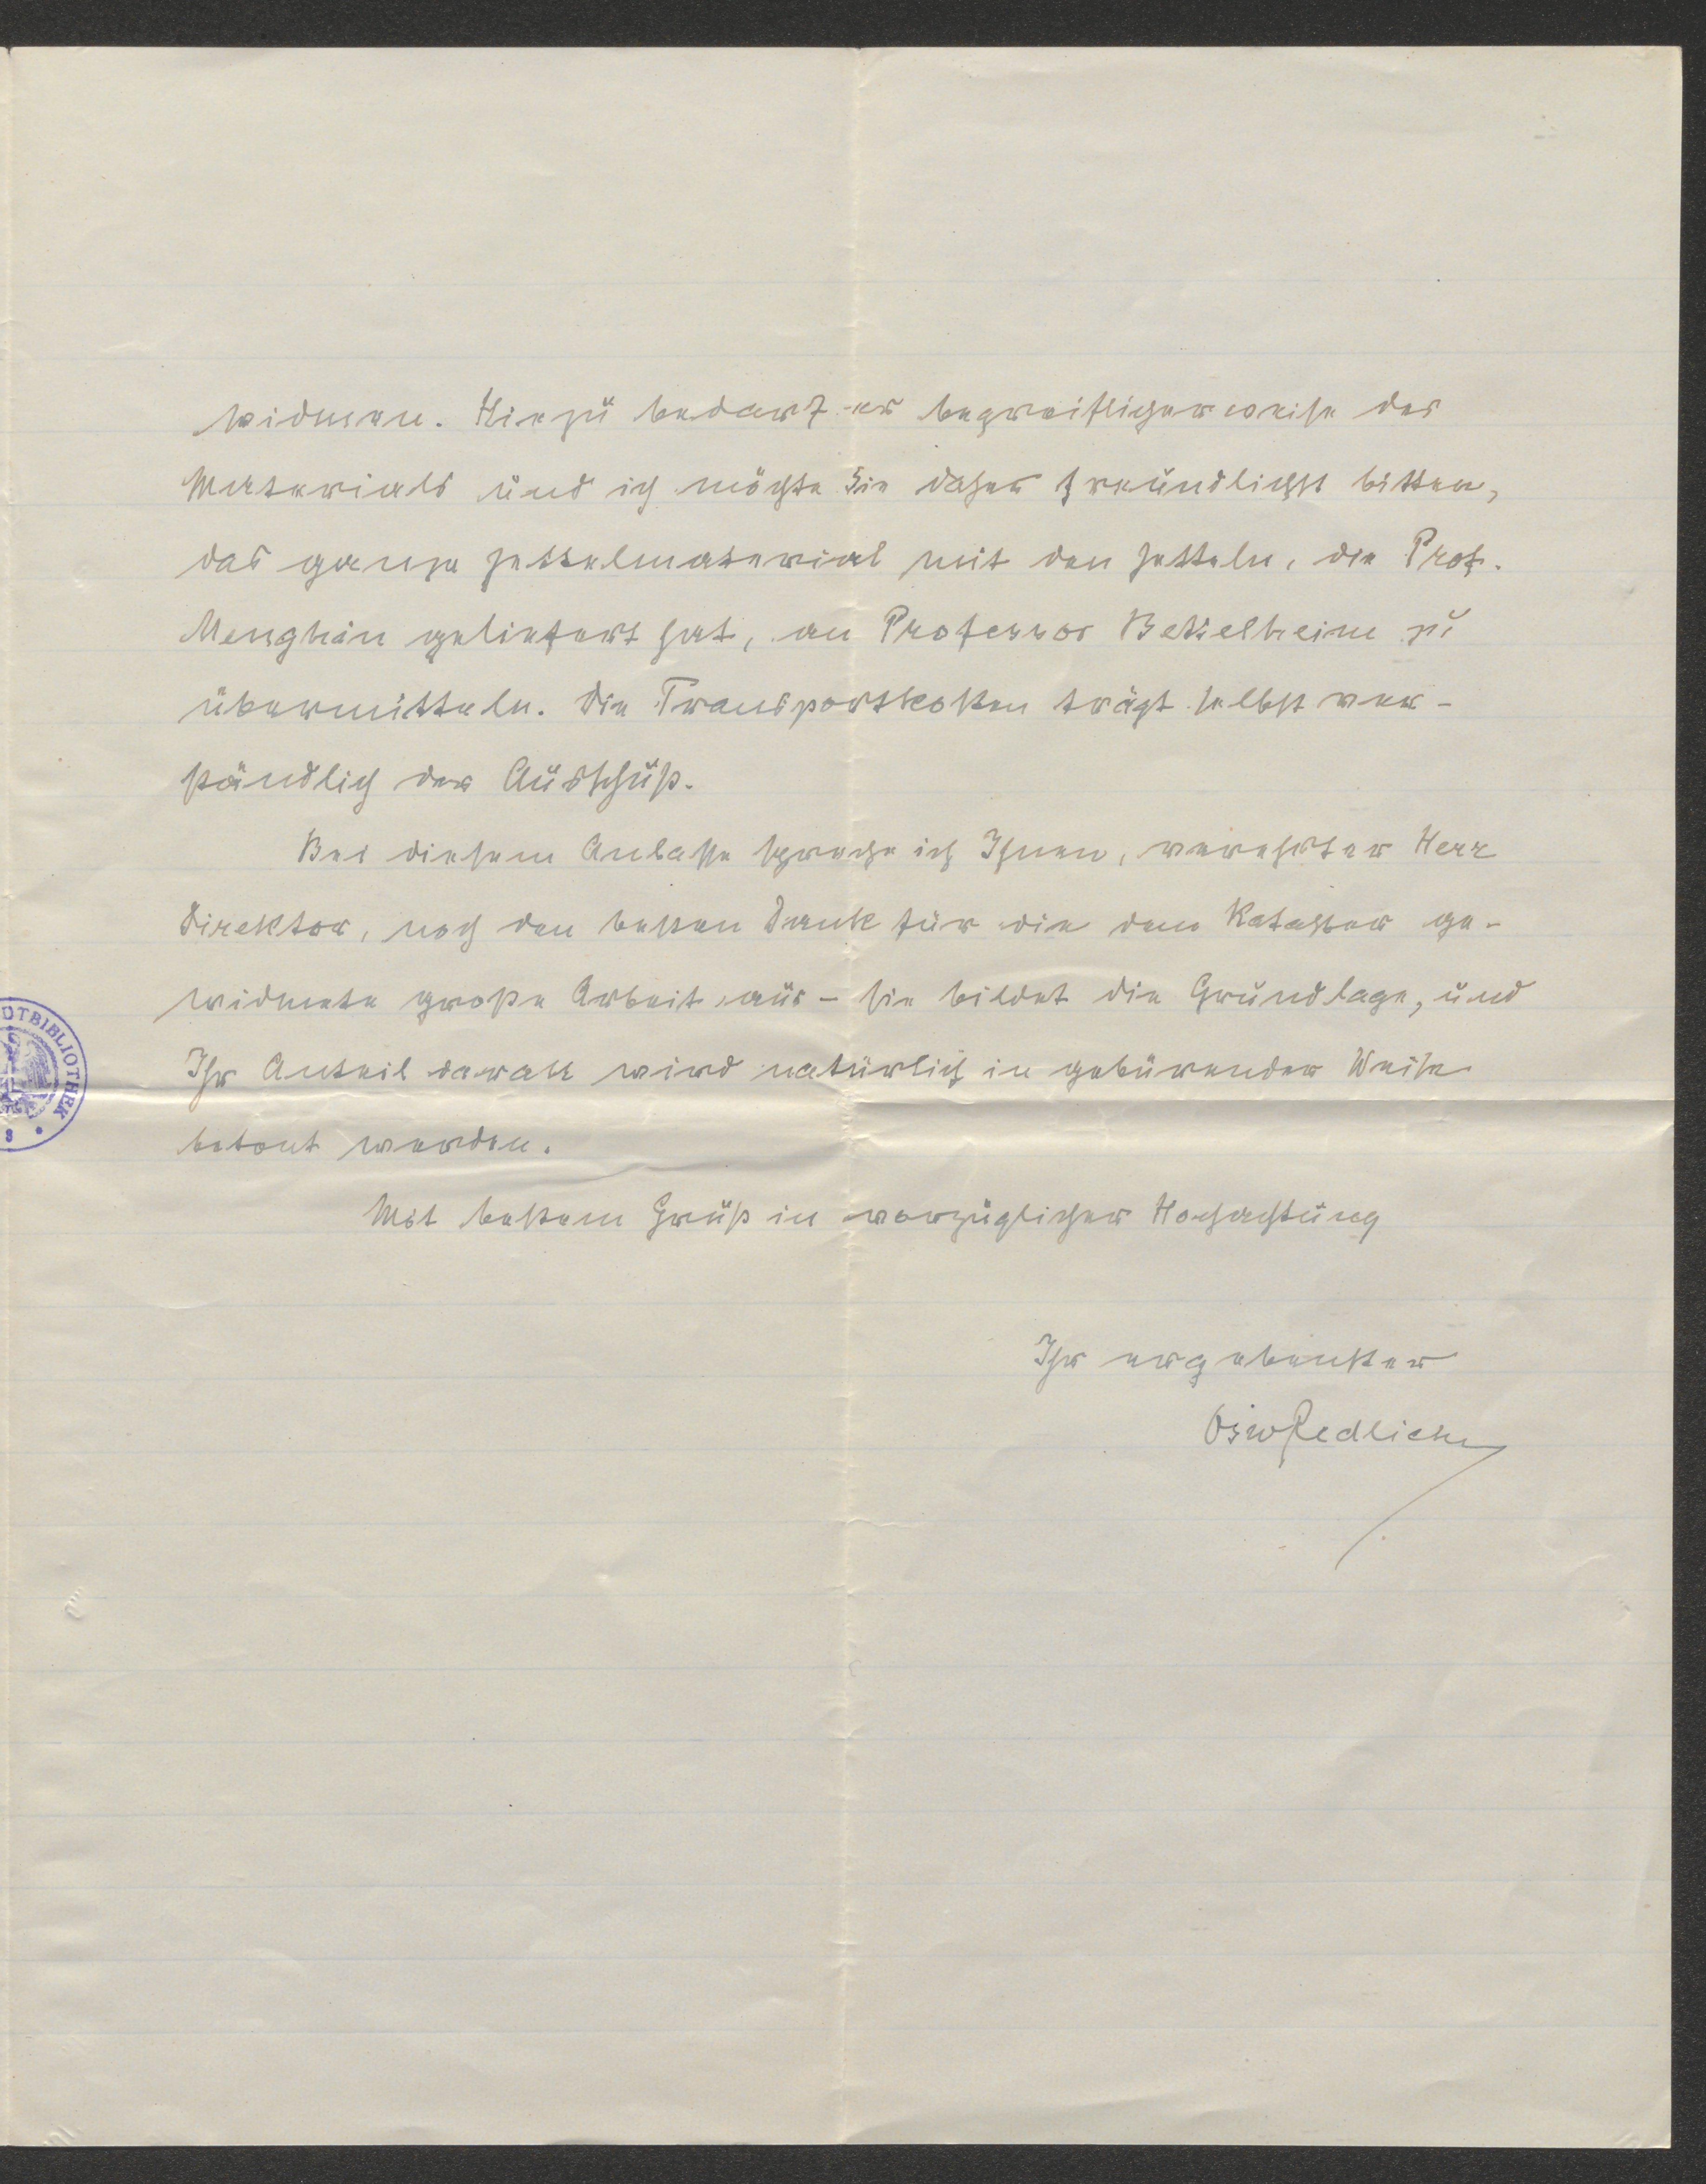 widmen. Hiezu bedarf er begreiflicherweise des
Materials und ich möchte Sie daher freundlichst bitten,
das ganze Zettelmaterial mit den Zetteln, die Prof.
Menghin geliefert hat, an Professor Bettelheim zu
übermitteln. Die Transportkosten trägt selbstver-
ständlich der Ausschuß.
Bei diesem Anlasse spreche ich Ihnen, verehrter Herr
Direktor, noch den besten Dank für die dem Kataster ge-
widmete große Arbeit aus – sie bildet die Grundlage, und
Ihr Anteil daran wird natürlich in gebürender Weise
betont werden.
Mit bestem Gruß in vorzüglicher Hochachtung
Ihr ergebenster
Osw Redlich
DTBIBLIOTHEK